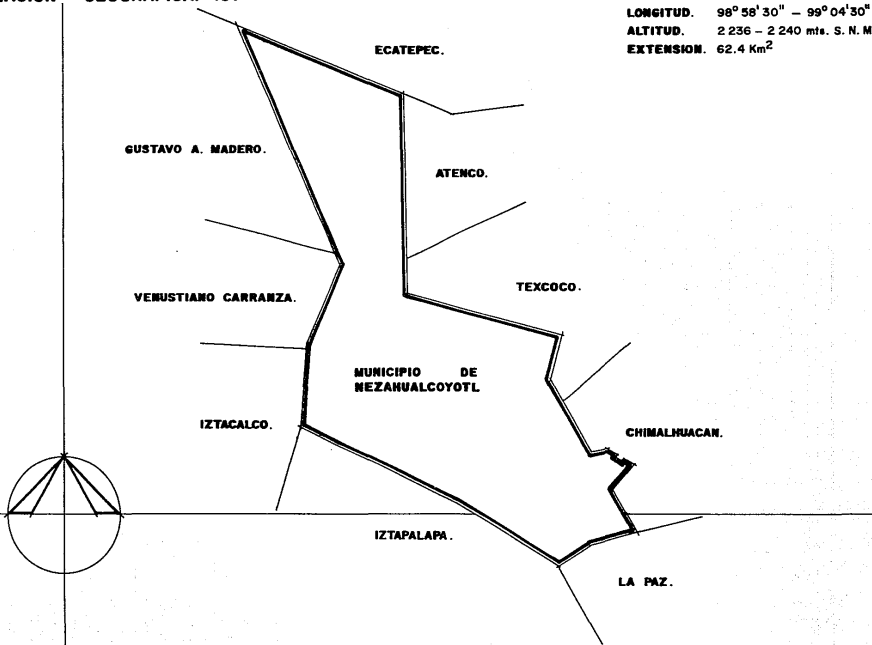 LONGITUD. 98° 58' 30" – 99° 04' 30"
ALTITUD. 2 236 – 2 240 mts. S. N. M
EXTENSION. 62.4 Km²
ECATEPEC.
GUSTAVO A. MADERO.
ATENCO.
VENUSTIANO CARRANZA.
TEXCOCO.
MUNICIPIO DE
NEZAHUALCOYOTL
IZTACALCO.
CHIMALHUACAN.
IZTAPALAPA.
LA PAZ.